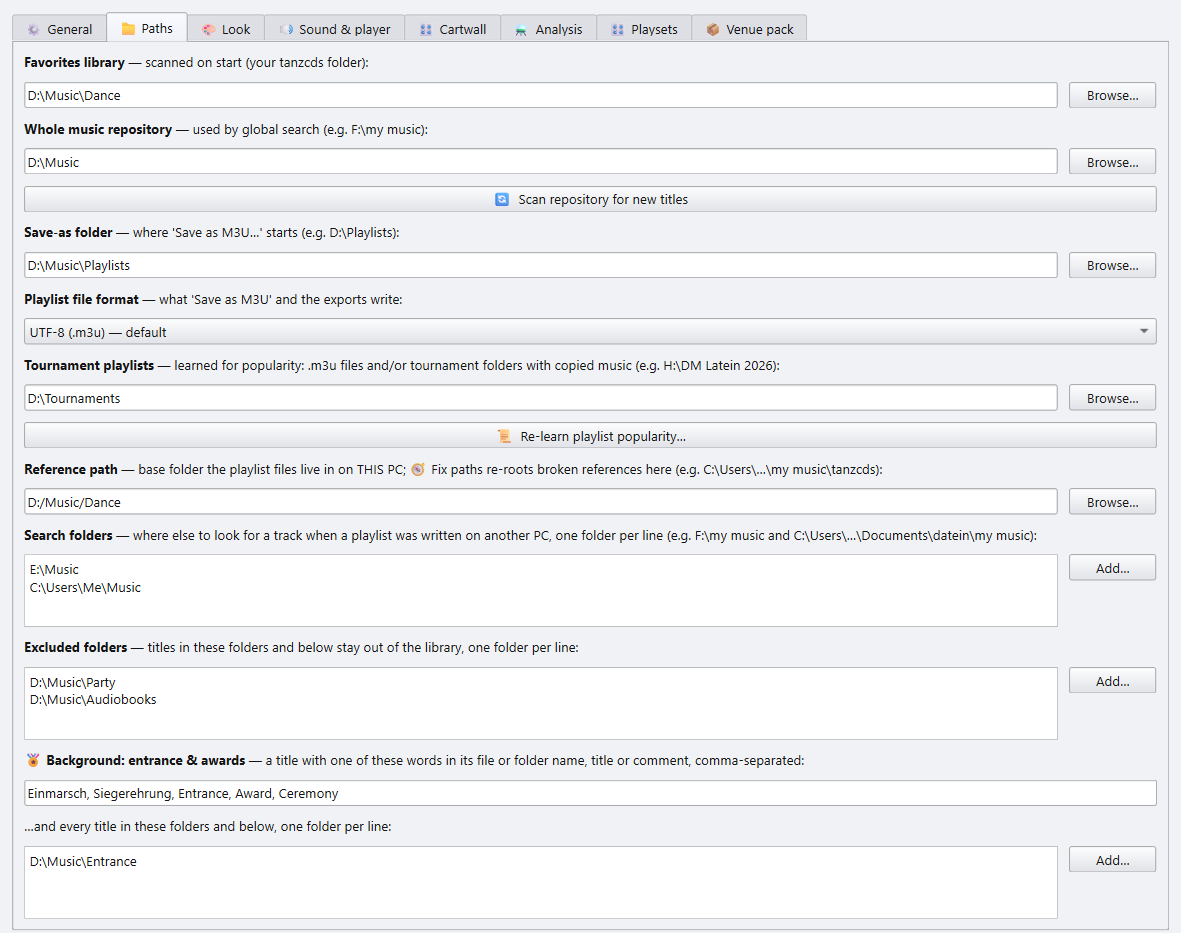 General Paths Look Sound & player Cartwall Analysis Playsets Venue pack
Favorites library — scanned on start (your tanzcds folder):
D:\Music\Dance Browse...
Whole music repository — used by global search (e.g. F:\my music):
D:\Music Browse...
Scan repository for new titles
Save-as folder — where 'Save as M3U...' starts (e.g. D:\Playlists):
D:\Music\Playlists Browse...
Playlist file format — what 'Save as M3U' and the exports write:
UTF-8 (.m3u) — default
Tournament playlists — learned for popularity: .m3u files and/or tournament folders with copied music (e.g. H:\DM Latein 2026):
D:\Tournaments Browse...
Re-learn playlist popularity...
Reference path — base folder the playlist files live in on THIS PC; Fix paths re-roots broken references here (e.g. C:\Users\...\my music\tanzcds):
D:/Music/Dance Browse...
Search folders — where else to look for a track when a playlist was written on another PC, one folder per line (e.g. F:\my music and C:\Users\...\Documents\datein\my music):
E:\Music Add...
C:\Users\Me\Music
Excluded folders — titles in these folders and below stay out of the library, one folder per line:
D:\Music\Party Add...
D:\Music\Audiobooks
Background: entrance & awards — a title with one of these words in its file or folder name, title or comment, comma-separated:
Einmarsch, Siegerehrung, Entrance, Award, Ceremony
...and every title in these folders and below, one folder per line:
D:\Music\Entrance Add...